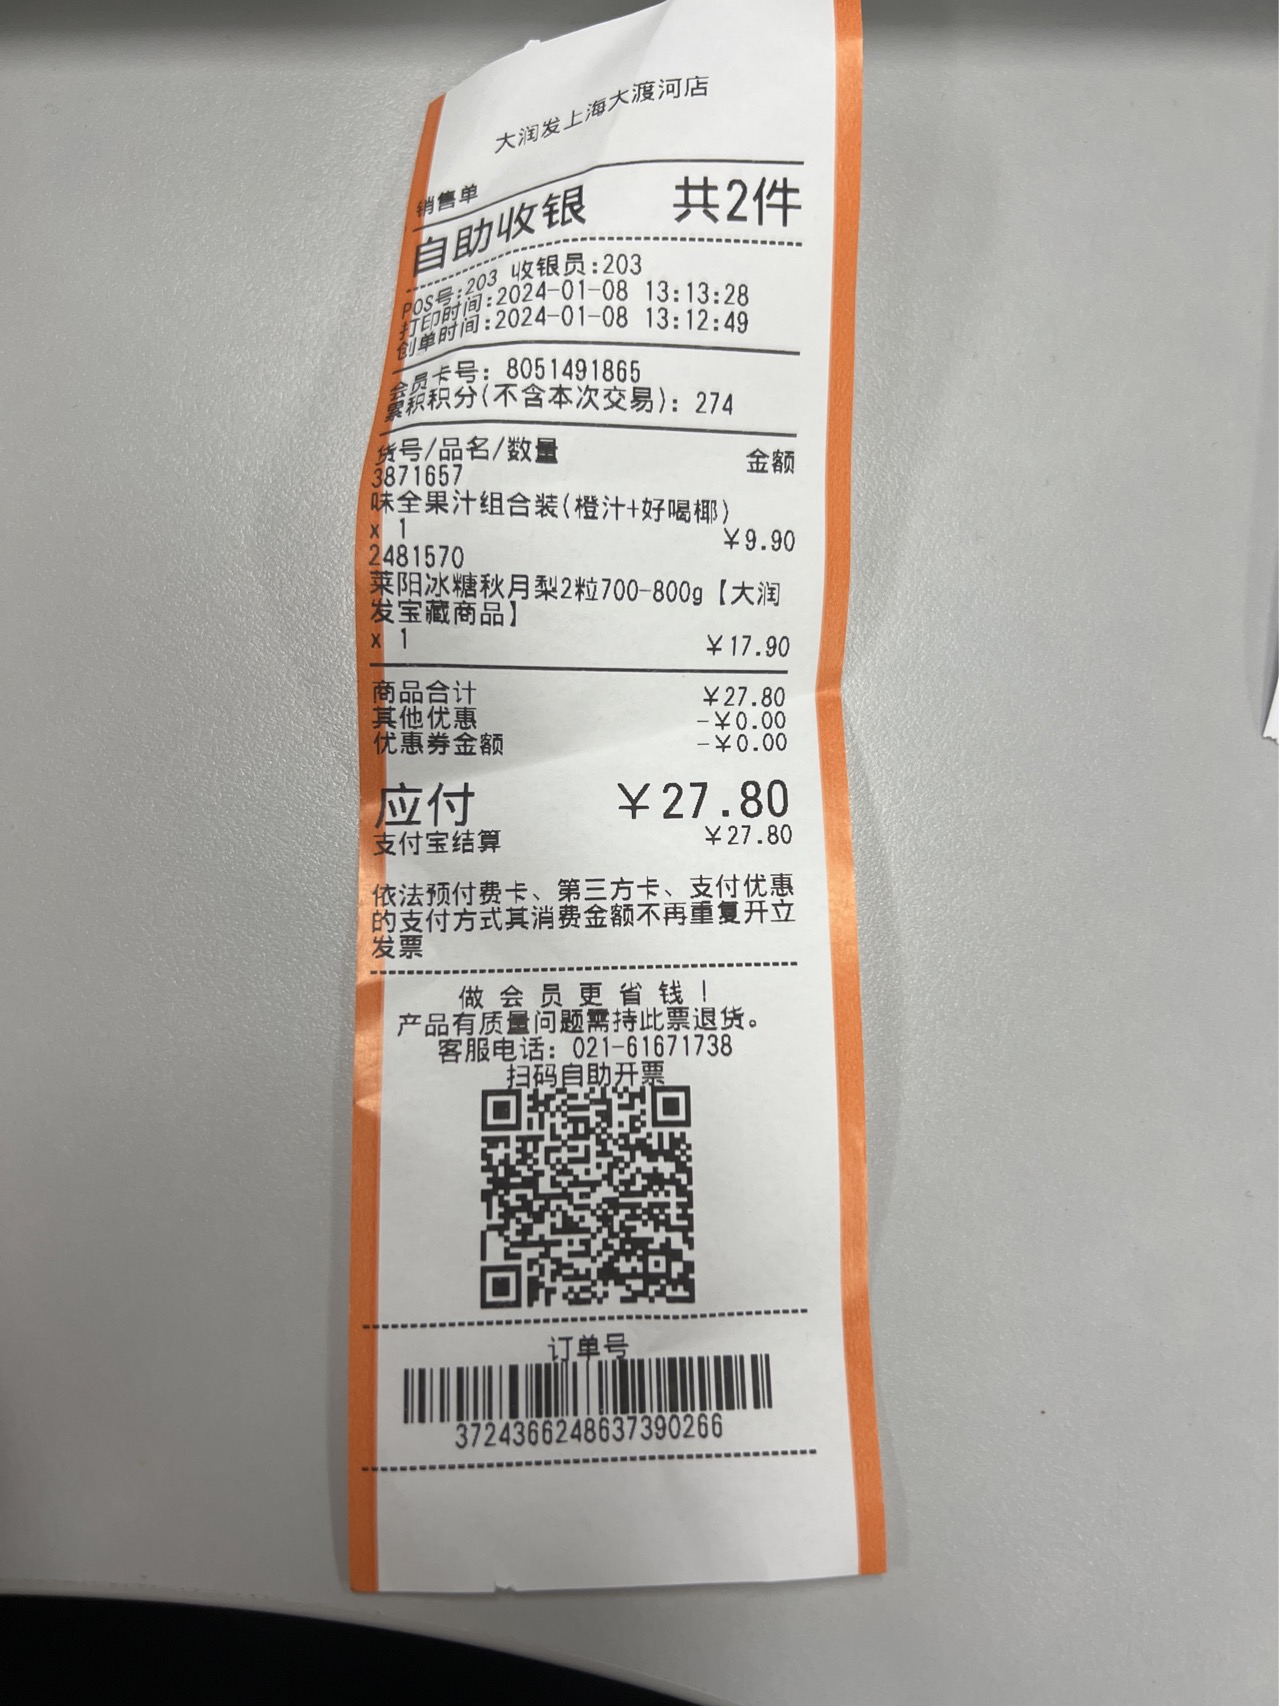 大润发上海大渡河店
销售单
自助收银 共2件
POS号:203 收银员:203
打印时间:2024-01-08 13:13:28
创单时间:2024-01-08 13:12:49
会员卡号: 8051491865
累积积分(不含本次交易): 274
货号/品名/数量 金额
3871657
味全果汁组合装(橙汁+好喝椰)
x 1 ¥9.90
2481570
莱阳冰糖秋月梨2粒700-800g【大润
发宝藏商品】
x 1 ¥17.90
商品合计 ¥27.80
其他优惠 -¥0.00
优惠券金额 -¥0.00
应付 ¥27.80
支付宝结算 ¥27.80
依法预付费卡、第三方卡、支付优惠
的支付方式其消费金额不再重复开立
发票
做会员更省钱!
产品有质量问题需持此票退货。
客服电话: 021-61671738
扫码自助开票
订单号
3724366248637390266